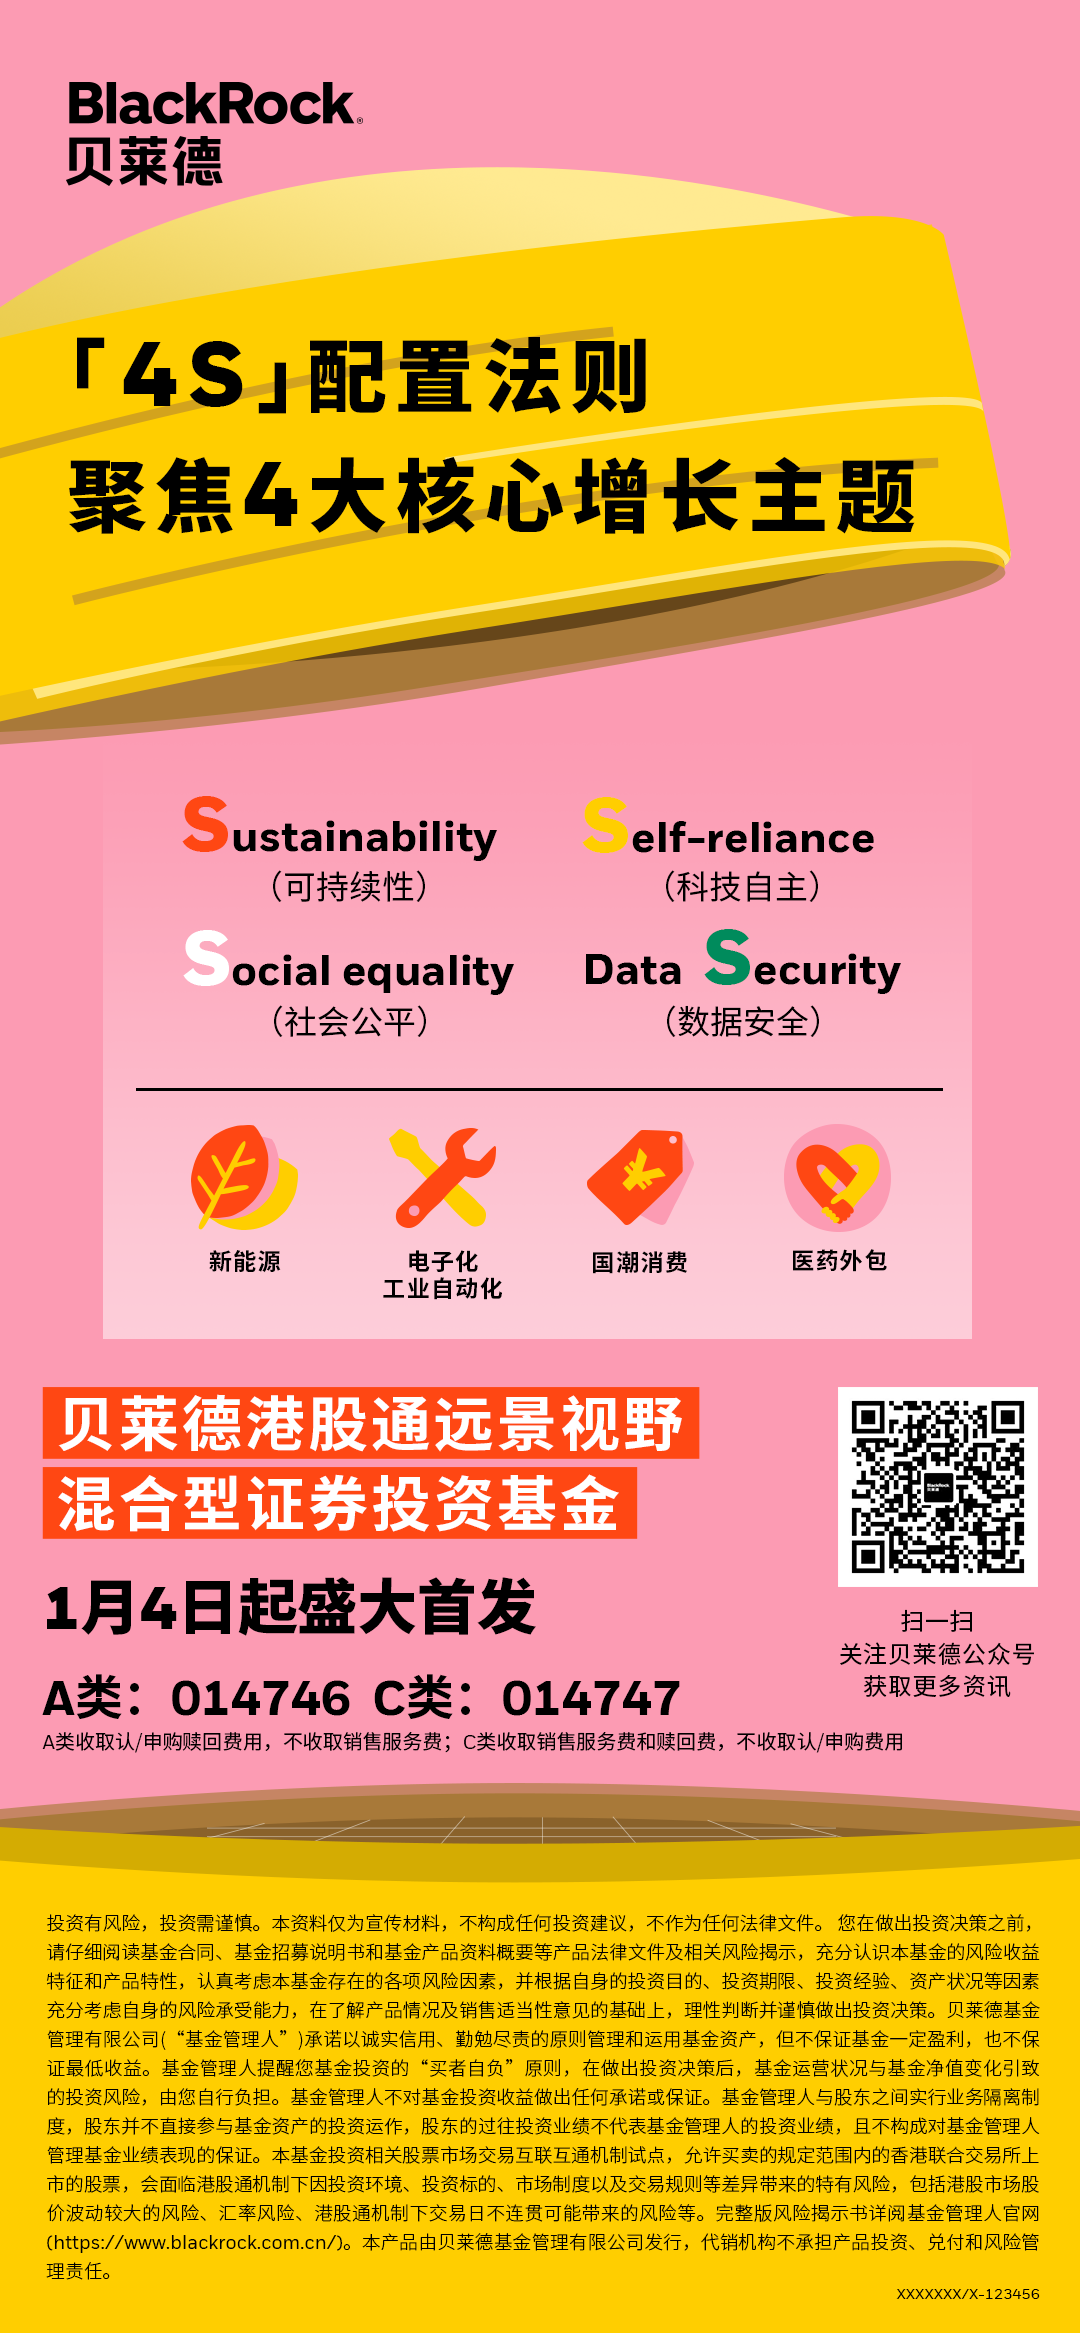 BlackRock®
贝莱德
「4S」配置法则
聚焦4大核心增长主题
Sustainability
（可持续性）
Self-reliance
（科技自主）
Social equality
（社会公平）
Data Security
（数据安全）
新能源
电子化
工业自动化
国潮消费
医药外包
贝莱德港股通远景视野
混合型证券投资基金
1月4日起盛大首发
A类：014746 C类：014747
A类收取认/申购赎回费用，不收取销售服务费；C类收取销售服务费和赎回费，不收取认/申购费用
BlackRock
贝莱德
扫一扫
关注贝莱德公众号
获取更多资讯
投资有风险，投资需谨慎。本资料仅为宣传材料，不构成任何投资建议，不作为任何法律文件。 您在做出投资决策之前，
请仔细阅读基金合同、基金招募说明书和基金产品资料概要等产品法律文件及相关风险揭示，充分认识本基金的风险收益
特征和产品特性，认真考虑本基金存在的各项风险因素，并根据自身的投资目的、投资期限、投资经验、资产状况等因素
充分考虑自身的风险承受能力，在了解产品情况及销售适当性意见的基础上，理性判断并谨慎做出投资决策。贝莱德基金
管理有限公司(“基金管理人”)承诺以诚实信用、勤勉尽责的原则管理和运用基金资产，但不保证基金一定盈利，也不保
证最低收益。基金管理人提醒您基金投资的“买者自负”原则，在做出投资决策后，基金运营状况与基金净值变化引致
的投资风险，由您自行负担。基金管理人不对基金投资收益做出任何承诺或保证。基金管理人与股东之间实行业务隔离制
度，股东并不直接参与基金资产的投资运作，股东的过往投资业绩不代表基金管理人的投资业绩，且不构成对基金管理人
管理基金业绩表现的保证。本基金投资相关股票市场交易互联互通机制试点，允许买卖的规定范围内的香港联合交易所上
市的股票，会面临港股通机制下因投资环境、投资标的、市场制度以及交易规则等差异带来的特有风险，包括港股市场股
价波动较大的风险、汇率风险、港股通机制下交易日不连贯可能带来的风险等。完整版风险揭示书详阅基金管理人官网
(https://www.blackrock.com.cn/)。本产品由贝莱德基金管理有限公司发行，代销机构不承担产品投资、兑付和风险管
理责任。
XXXXXXX/X-123456